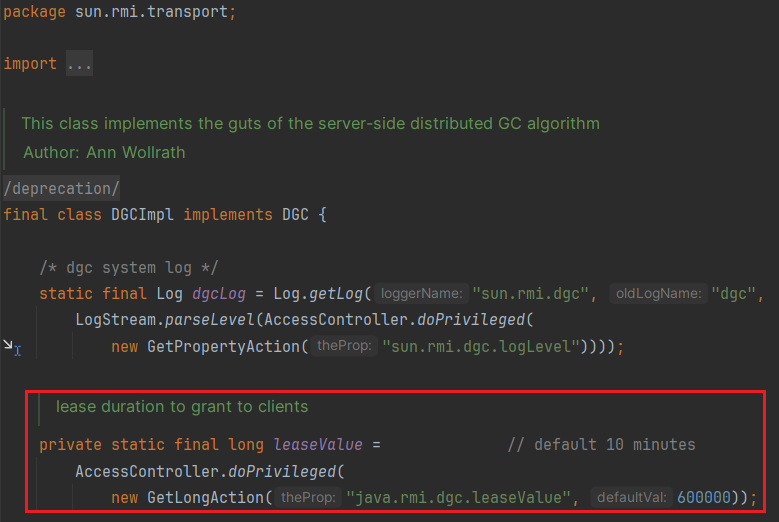 package sun.rmi.transport;
import ...
This class implements the guts of the server-side distributed GC algorithm
Author: Ann Wollrath
/deprecation/
final class DGCImpl implements DGC {
/* dgc system log */
static final Log dgcLog = Log.getLog( loggerName: "sun.rmi.dgc", oldLogName: "dgc",
LogStream.parseLevel(AccessController.doPrivileged(
new GetPropertyAction( theProp: "sun.rmi.dgc.logLevel"))));
lease duration to grant to clients
private static final long leaseValue = // default 10 minutes
AccessController.doPrivileged(
new GetLongAction( theProp: "java.rmi.dgc.leaseValue", defaultVal: 600000));